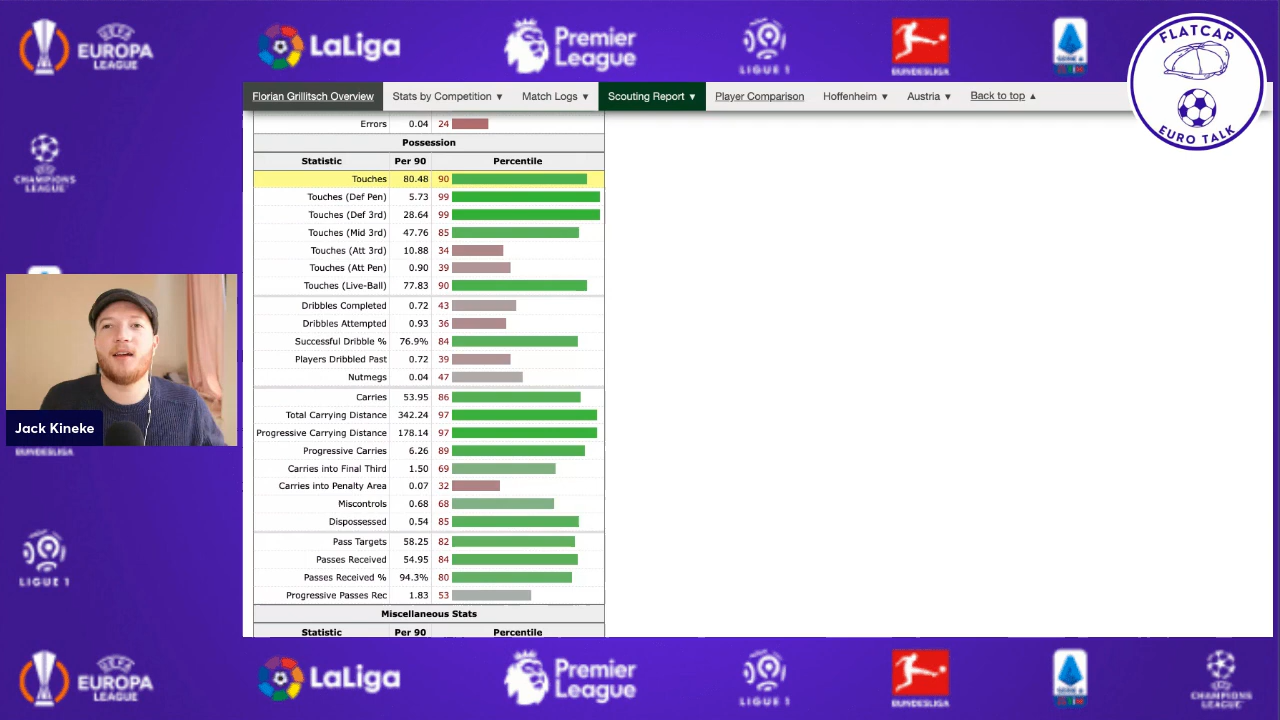 EUROPA
LEAGUE
LaLiga
Premier
League
LIGUE 1
BUNDESLIGA
SERIE A
FLATCAP
EURO TALK
Florian Grillitsch Overview
Stats by Competition ▼
Match Logs ▼
Scouting Report ▼
Player Comparison
Hoffenheim ▼
Austria ▼
Back to top ▲
Errors 0.04 24
Possession
Statistic Per 90 Percentile
Touches 80.48 90
Touches (Def Pen) 5.73 99
Touches (Def 3rd) 28.64 99
Touches (Mid 3rd) 47.76 85
Touches (Att 3rd) 10.88 34
Touches (Att Pen) 0.90 39
Touches (Live-Ball) 77.83 90
Dribbles Completed 0.72 43
Dribbles Attempted 0.93 36
Successful Dribble % 76.9% 84
Players Dribbled Past 0.72 39
Nutmegs 0.04 47
Carries 53.95 86
Total Carrying Distance 342.24 97
Progressive Carrying Distance 178.14 97
Progressive Carries 6.26 89
Carries into Final Third 1.50 69
Carries into Penalty Area 0.07 32
Miscontrols 0.68 68
Dispossessed 0.54 85
Pass Targets 58.25 82
Passes Received 54.95 84
Passes Received % 94.3% 80
Progressive Passes Rec 1.83 53
Miscellaneous Stats
Statistic Per 90 Percentile
CHAMPIONS
LEAGUE
Jack Kineke
BUNDESLIGA
LIGUE 1
EUROPA
LEAGUE
LaLiga
Premier
League
LIGUE 1
BUNDESLIGA
CHAMPIONS
LEAGUE